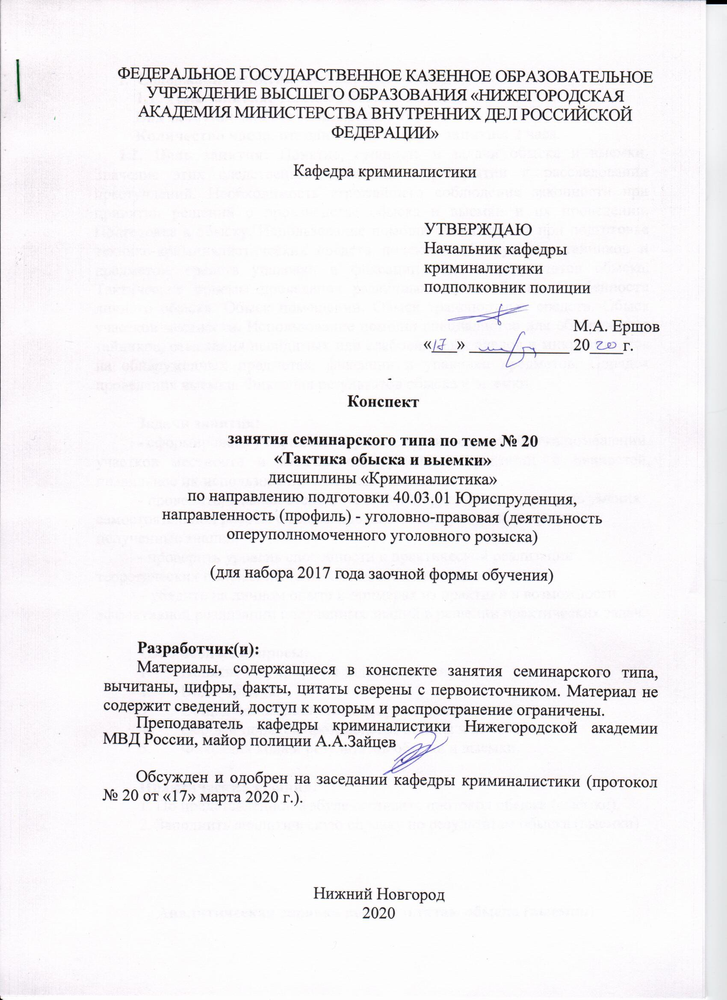 ФЕДЕРАЛЬНОЕ ГОСУДАРСТВЕННОЕ КАЗЕННОЕ ОБРАЗОВАТЕЛЬНОЕ
УЧРЕЖДЕНИЕ ВЫСШЕГО ОБРАЗОВАНИЯ «НИЖЕГОРОДСКАЯ
АКАДЕМИЯ МИНИСТЕРСТВА ВНУТРЕННИХ ДЕЛ РОССИЙСКОЙ
ФЕДЕРАЦИИ»
Кафедра криминалистики
УТВЕРЖДАЮ
Начальник кафедры
криминалистики
подполковник полиции
М.А. Ершов
«17» марта 2020 г.
Конспект
занятия семинарского типа по теме № 20
«Тактика обыска и выемки»
дисциплины «Криминалистика»
по направлению подготовки 40.03.01 Юриспруденция,
направленность (профиль) - уголовно-правовая (деятельность
оперуполномоченного уголовного розыска)
(для набора 2017 года заочной формы обучения)
Разработчик(и):
Материалы, содержащиеся в конспекте занятия семинарского типа,
вычитаны, цифры, факты, цитаты сверены с первоисточником. Материал не
содержит сведений, доступ к которым и распространение ограничены.
Преподаватель кафедры криминалистики Нижегородской академии
МВД России, майор полиции А.А.Зайцев
Обсужден и одобрен на заседании кафедры криминалистики (протокол
№ 20 от «17» марта 2020 г.).
Нижний Новгород
2020